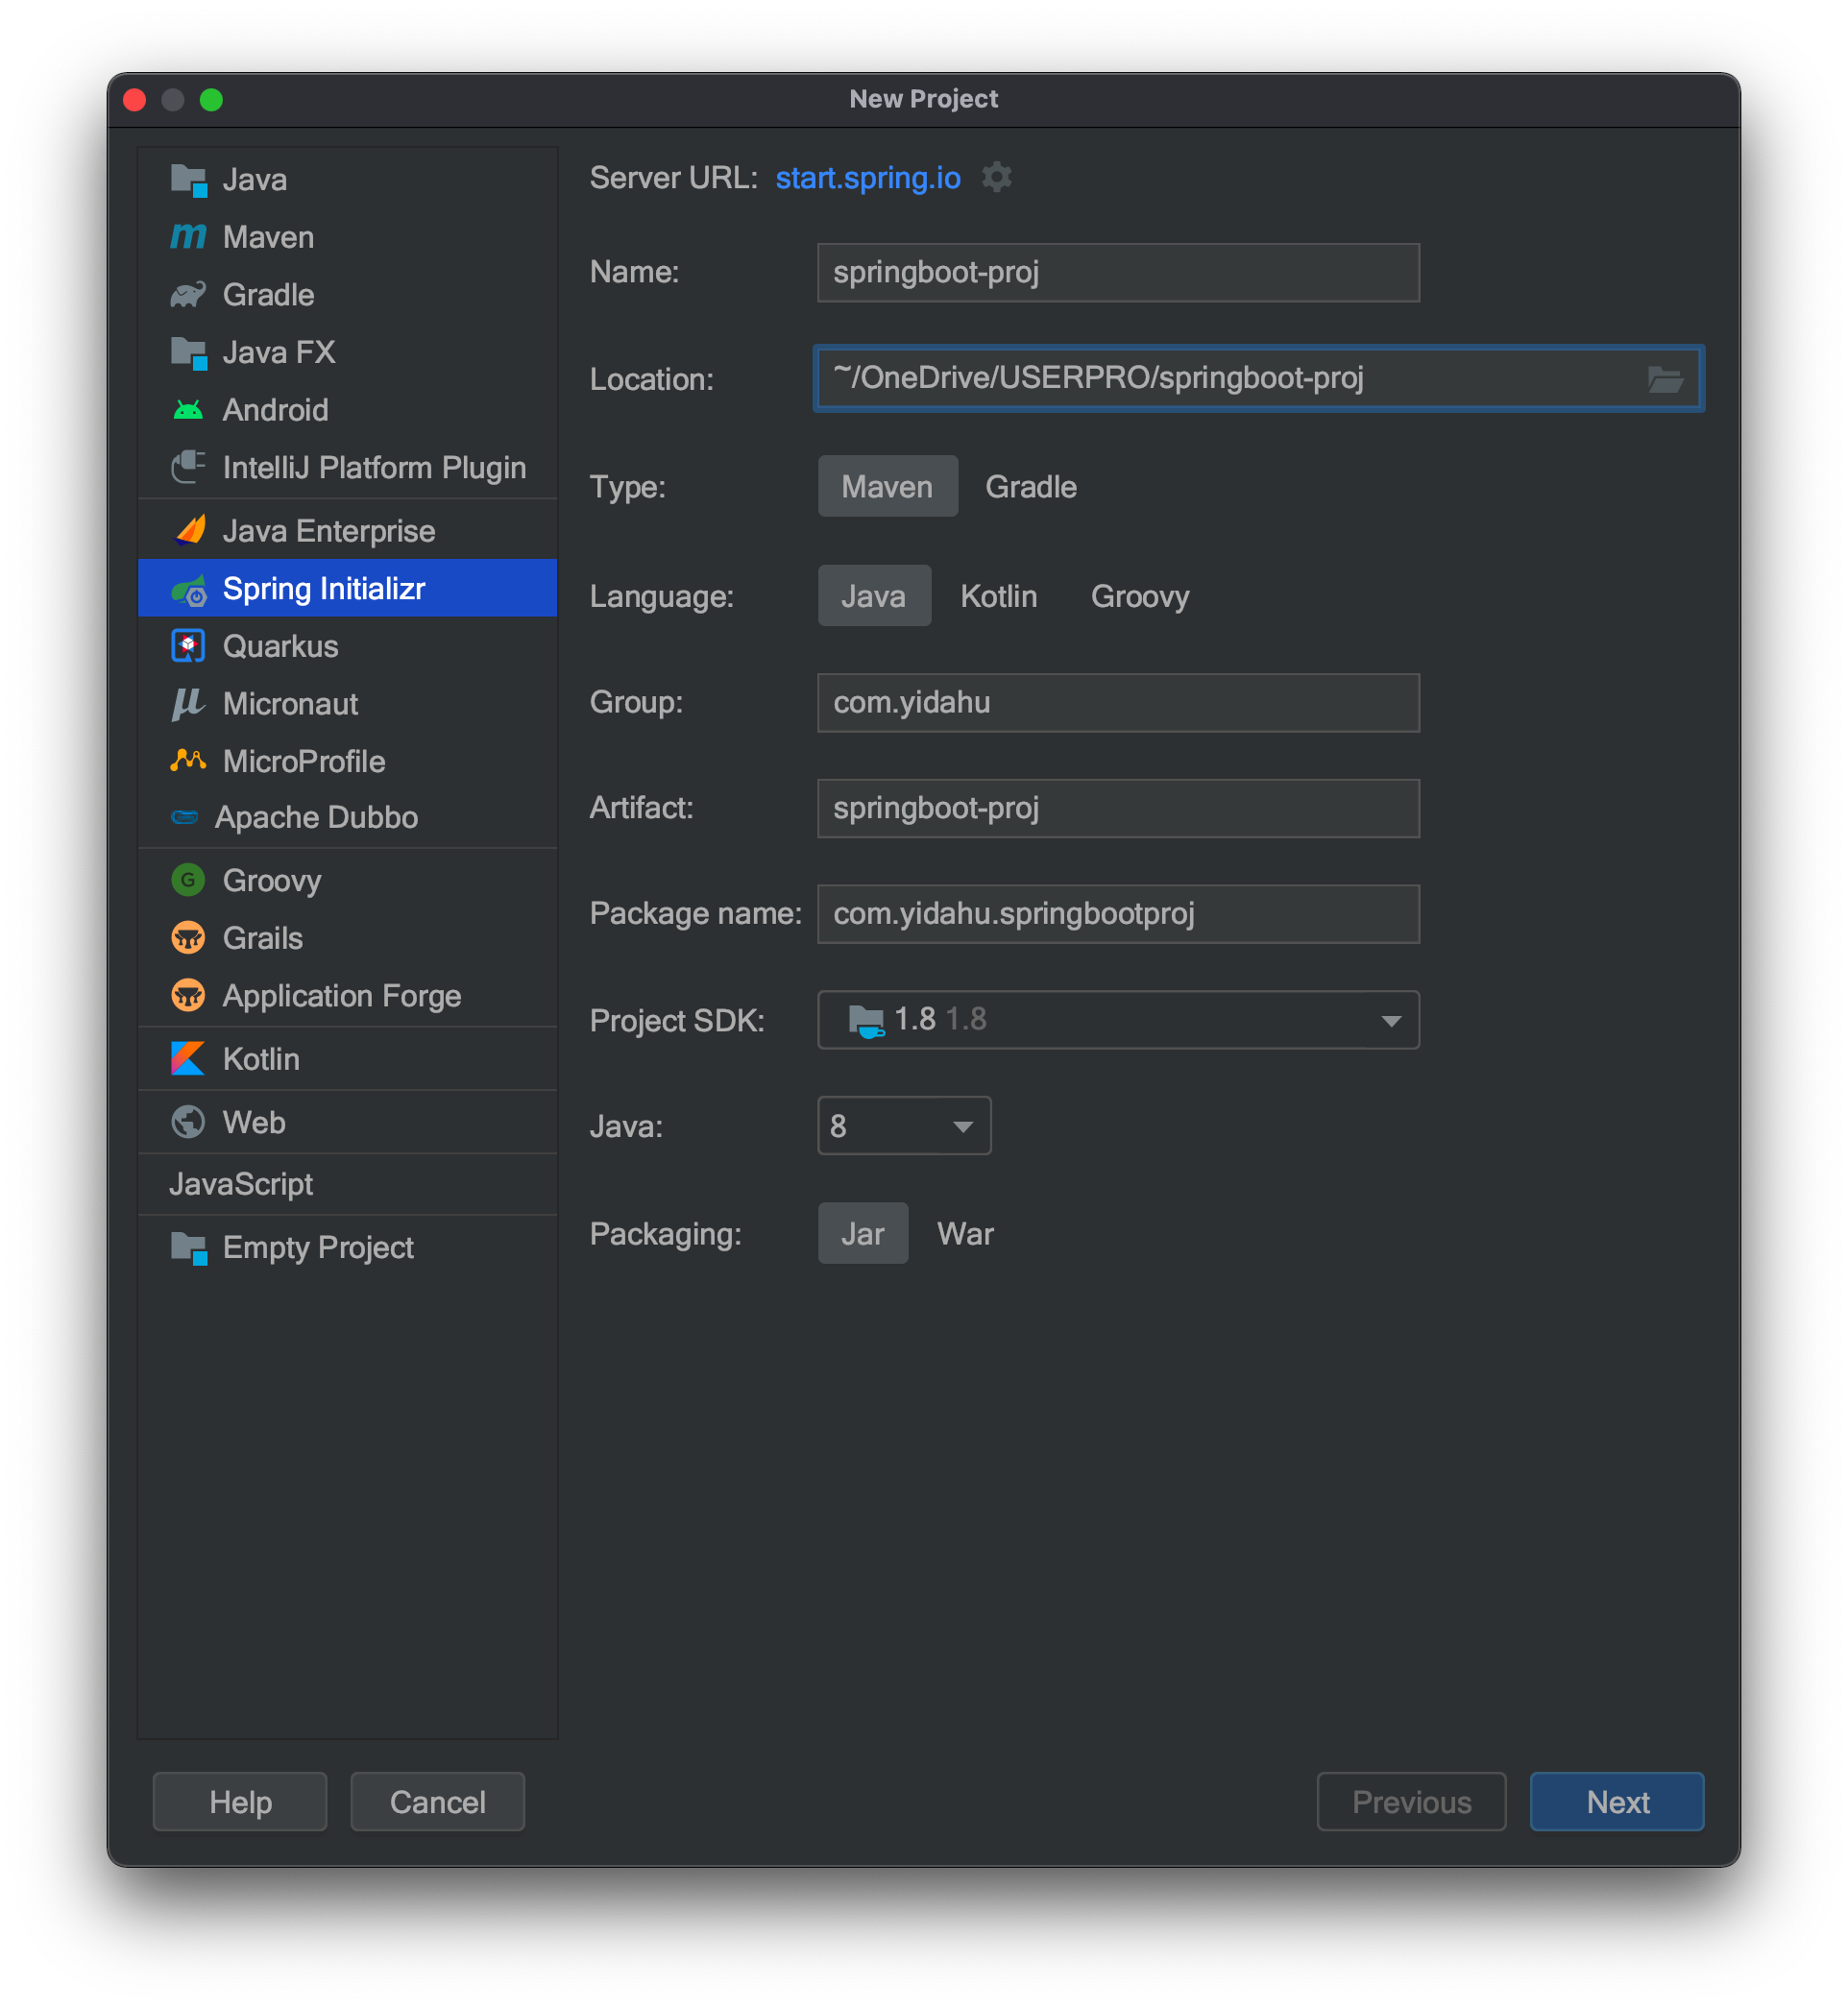 New Project
Java
Maven
Gradle
Java FX
Android
IntelliJ Platform Plugin
Java Enterprise
Spring Initializr
Quarkus
Micronaut
MicroProfile
Apache Dubbo
G Groovy
Grails
Application Forge
Kotlin
Web
JavaScript
Empty Project
Server URL: start.spring.io
Name: springboot-proj
Location: ~/OneDrive/USERPRO/springboot-proj
Type: Maven Gradle
Language: Java Kotlin Groovy
Group: com.yidahu
Artifact: springboot-proj
Package name: com.yidahu.springbootproj
Project SDK: 1.8 1.8
Java: 8
Packaging: Jar War
Help Cancel Previous Next